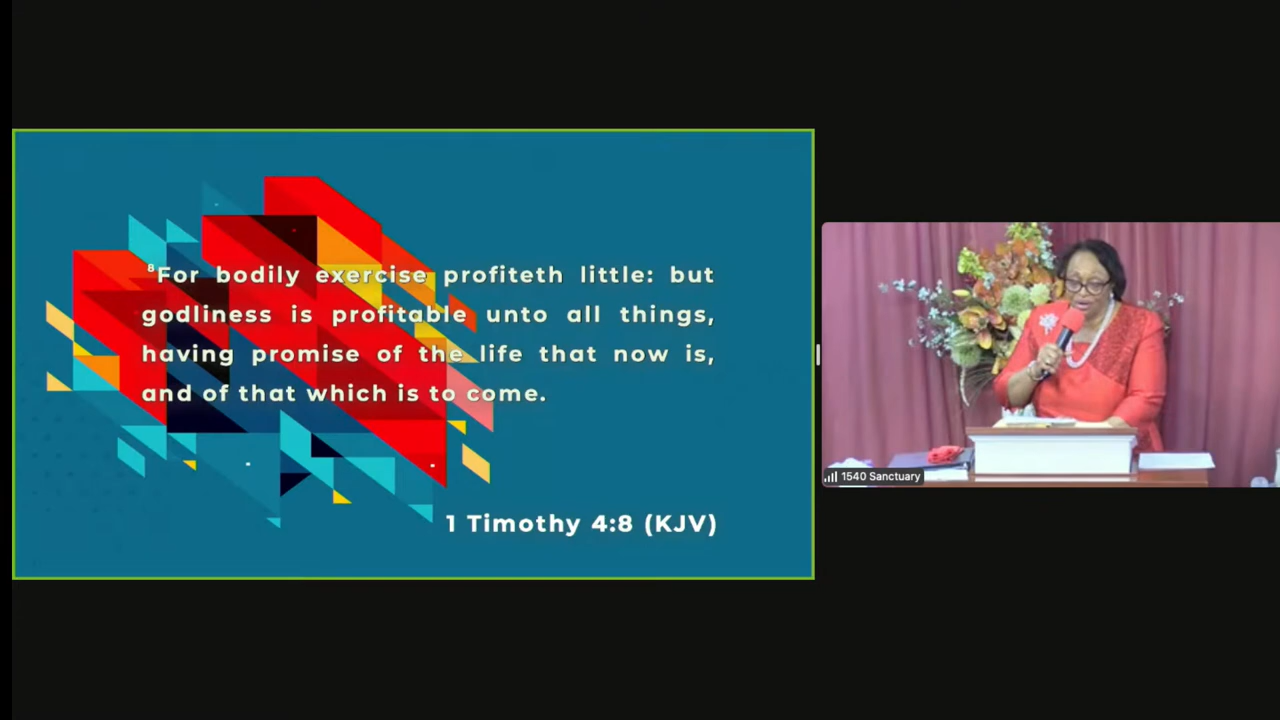 ⁸For bodily exercise profiteth little: but
godliness is profitable unto all things,
having promise of the life that now is,
and of that which is to come.
1 Timothy 4:8 (KJV)
1540 Sanctuary